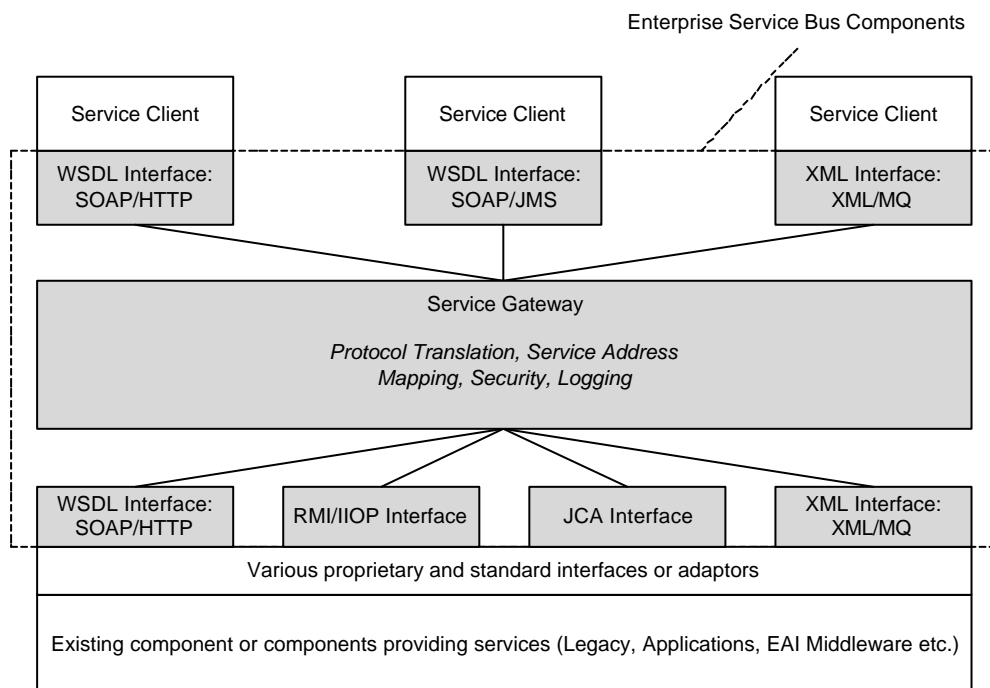 Enterprise Service Bus Components
Service Client
Service Client
Service Client
WSDL Interface:
SOAP/HTTP
WSDL Interface:
SOAP/JMS
XML Interface:
XML/MQ
Service Gateway
Protocol Translation, Service Address
Mapping, Security, Logging
WSDL Interface:
SOAP/HTTP
RMI/IIOP Interface
JCA Interface
XML Interface:
XML/MQ
Various proprietary and standard interfaces or adaptors
Existing component or components providing services (Legacy, Applications, EAI Middleware etc.)